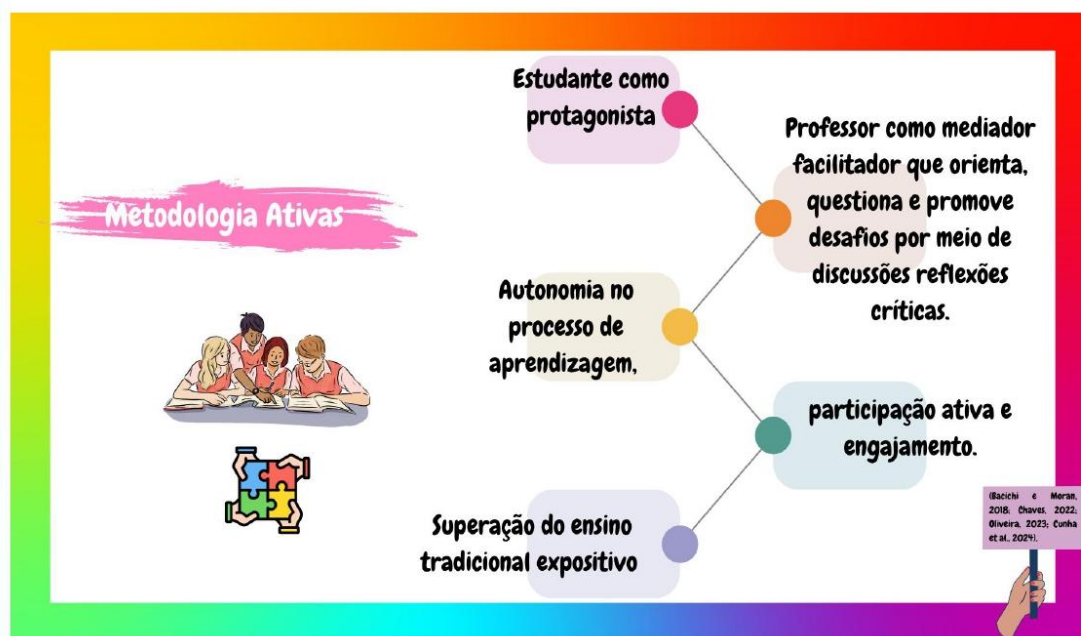 Metodologia Ativas
Estudante como
protagonista
Professor como mediador
facilitador que orienta,
questiona e promove
desafios por meio de
discussões reflexões
críticas.
Autonomia no
processo de
aprendizagem,
participação ativa e
engajamento.
Superação do ensino
tradicional expositivo
(Bacichi e Moran,
2018; Chaves, 2022;
Oliveira, 2023; Cunha
et al., 2024).